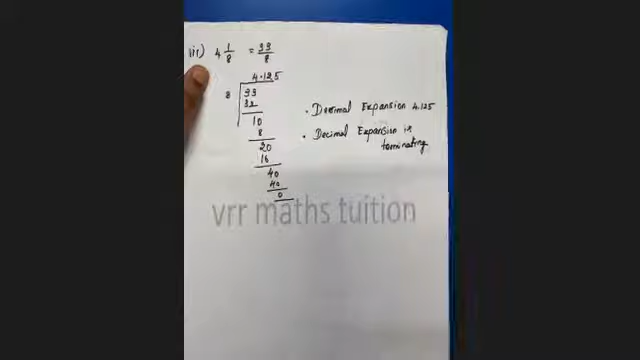 viii) 4 1/8 = 33/8
4.125
8 33
32
10
8
20
16
40
40
0
. Decimal Expansion 4.125
. Decimal Expansion is
terminating
vrr maths tuition